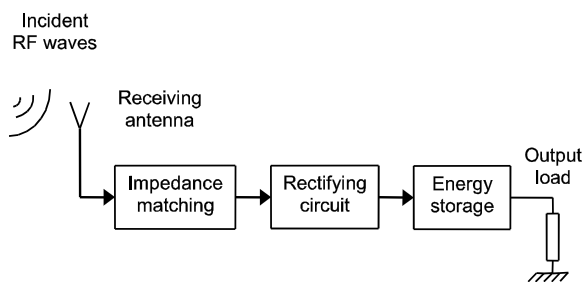 Incident
RF waves
Receiving
antenna
Impedance
matching
Rectifying
circuit
Energy
storage
Output
load